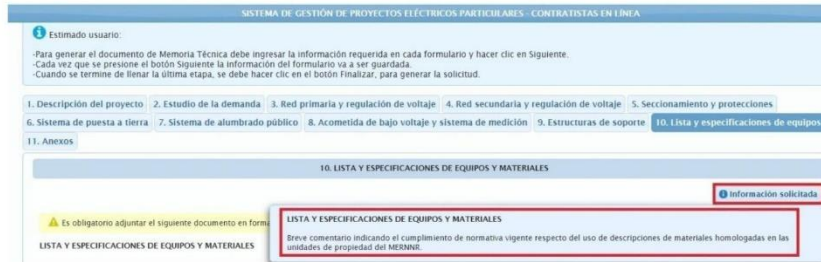 SISTEMA DE GESTIÓN DE PROYECTOS ELÉCTRICOS PARTICULARES - CONTRATISTAS EN LÍNEA
Estimado usuario:
-Para generar el documento de Memoria Técnica debe ingresar la información requerida en cada formulario y hacer clic en Siguiente.
-Cada vez que se presione el botón Siguiente la información del formulario va a ser guardada.
-Cuando se termine de llenar la última etapa, se debe hacer clic en el botón Finalizar, para generar la solicitud.
1. Descripción del proyecto 2. Estudio de la demanda 3. Red primaria y regulación de voltaje 4. Red secundaria y regulación de voltaje 5. Seccionamiento y protecciones
6. Sistema de puesta a tierra 7. Sistema de alumbrado público 8. Acometida de bajo voltaje y sistema de medición 9. Estructuras de soporte 10. Lista y especificaciones de equipos
11. Anexos
10. LISTA Y ESPECIFICACIONES DE EQUIPOS Y MATERIALES
Información solicitada
Es obligatorio adjuntar el siguiente documento en forma
LISTA Y ESPECIFICACIONES DE EQUIPOS Y MATERIALES
LISTA Y ESPECIFICACIONES DE EQUIPOS Y MATERIALES
Breve comentario indicando el cumplimiento de normativa vigente respecto del uso de descripciones de materiales homologadas en las
unidades de propiedad del MERNNR.